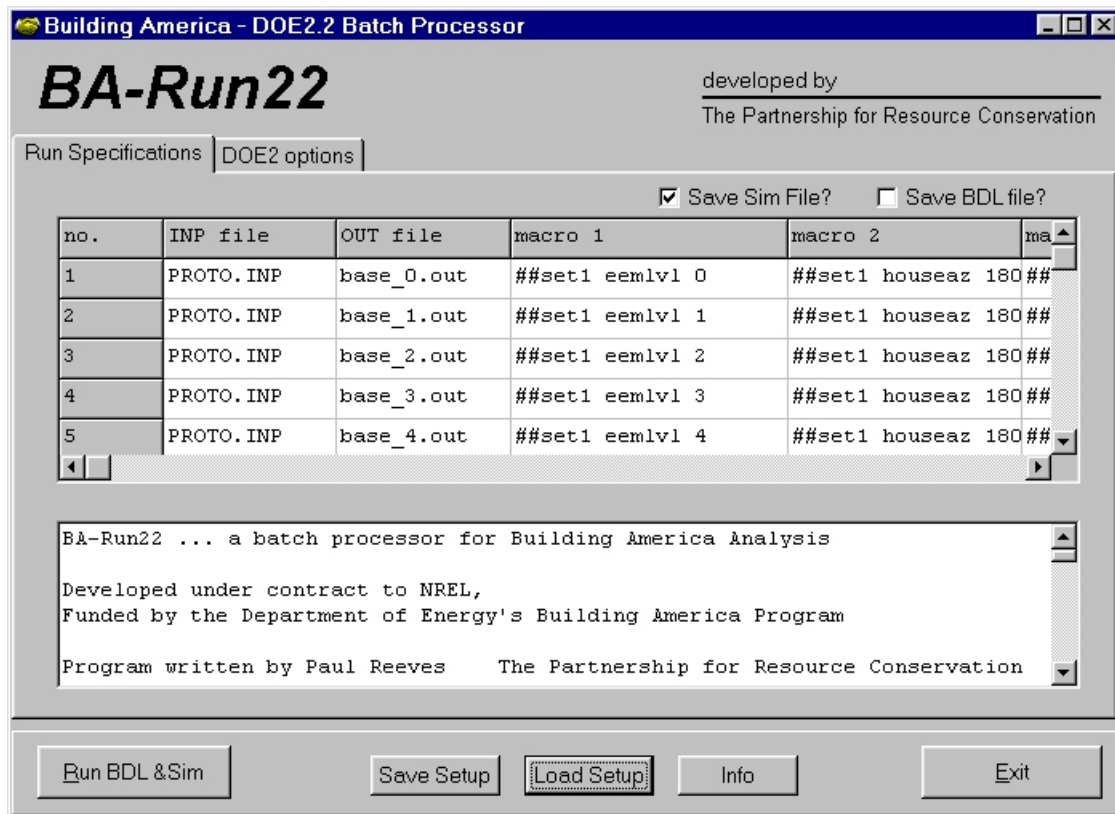 Building America - DOE2.2 Batch Processor
BA-Run22
developed by
The Partnership for Resource Conservation
Run Specifications DOE2 options
Save Sim File? Save BDL file?
no. INP file OUT file macro 1 macro 2 ma
1 PROTO.INP base_0.out ##set1 eemlvl 0 ##set1 houseaz 180 ##
2 PROTO.INP base_1.out ##set1 eemlvl 1 ##set1 houseaz 180 ##
3 PROTO.INP base_2.out ##set1 eemlvl 2 ##set1 houseaz 180 ##
4 PROTO.INP base_3.out ##set1 eemlvl 3 ##set1 houseaz 180 ##
5 PROTO.INP base_4.out ##set1 eemlvl 4 ##set1 houseaz 180 ##
BA-Run22 ... a batch processor for Building America Analysis
Developed under contract to NREL,
Funded by the Department of Energy's Building America Program
Program written by Paul Reeves The Partnership for Resource Conservation
Run BDL &Sim Save Setup Load Setup Info Exit